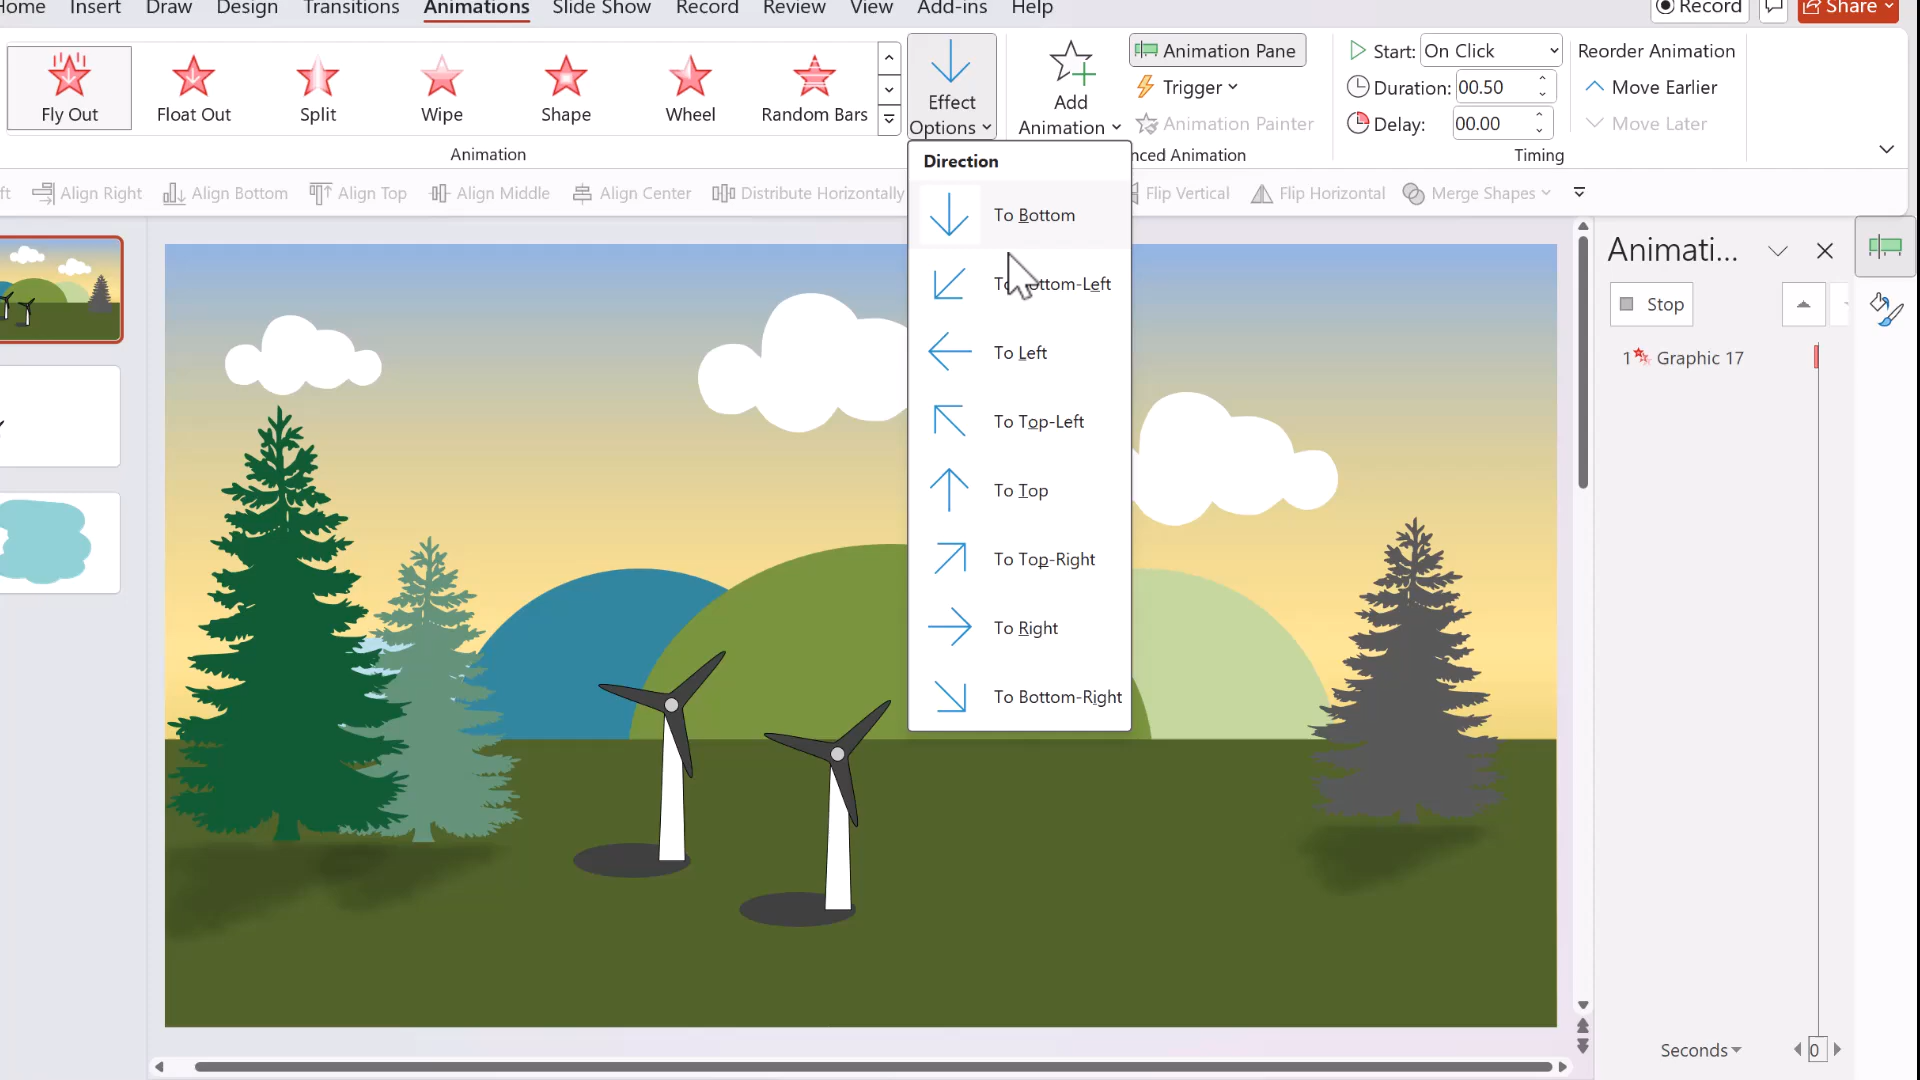 Insert Draw Design Transitions Animations Slide Show Record Review View Add-ins Help Record Share
Fly Out Float Out Split Wipe Shape Wheel Random Bars
Effect
Options
Add
Animation
Animation Pane
Trigger
Animation Painter
Start: On Click
Duration: 00.50
Delay: 00.00
Reorder Animation
Move Earlier
Move Later
Animation
nced Animation
Timing
Align Right Align Bottom Align Top Align Middle Align Center Distribute Horizontally Flip Vertical Flip Horizontal Merge Shapes
Direction
To Bottom
To Bottom-Left
To Left
To Top-Left
To Top
To Top-Right
To Right
To Bottom-Right
Animati...
Stop
1 Graphic 17
Seconds 0